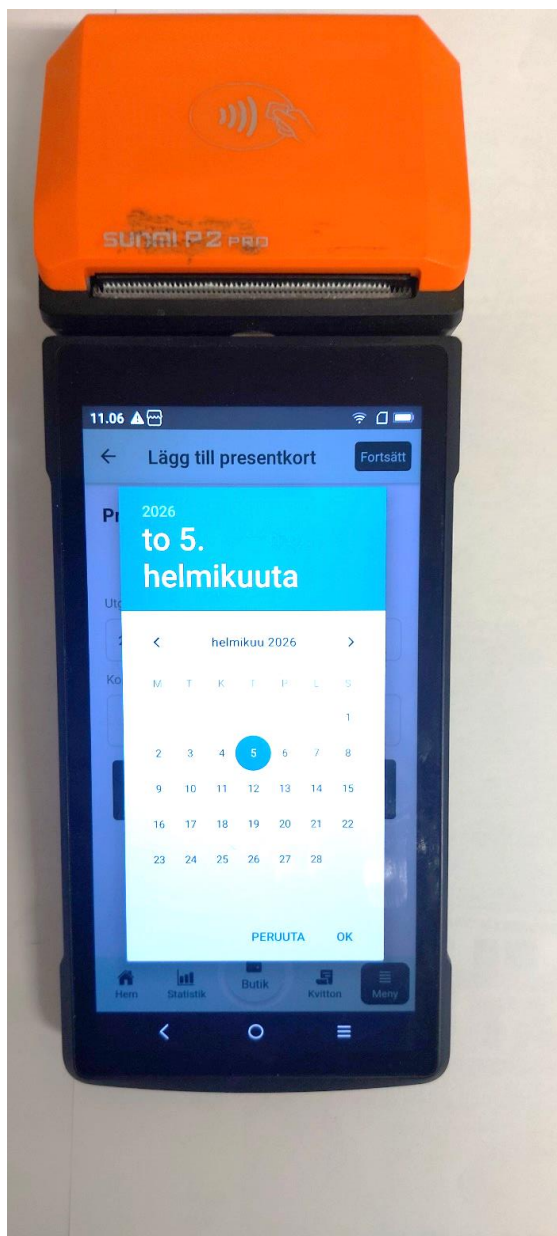 SUNMI P2 PRO
11.06
Lägg till presentkort
Fortsätt
2026
to 5.
helmikuuta
helmikuu 2026
M T K T P L S
1
2 3 4 5 6 7 8
9 10 11 12 13 14 15
16 17 18 19 20 21 22
23 24 25 26 27 28
PERUUTA OK
Hem Statistik Butik Kvitton Meny